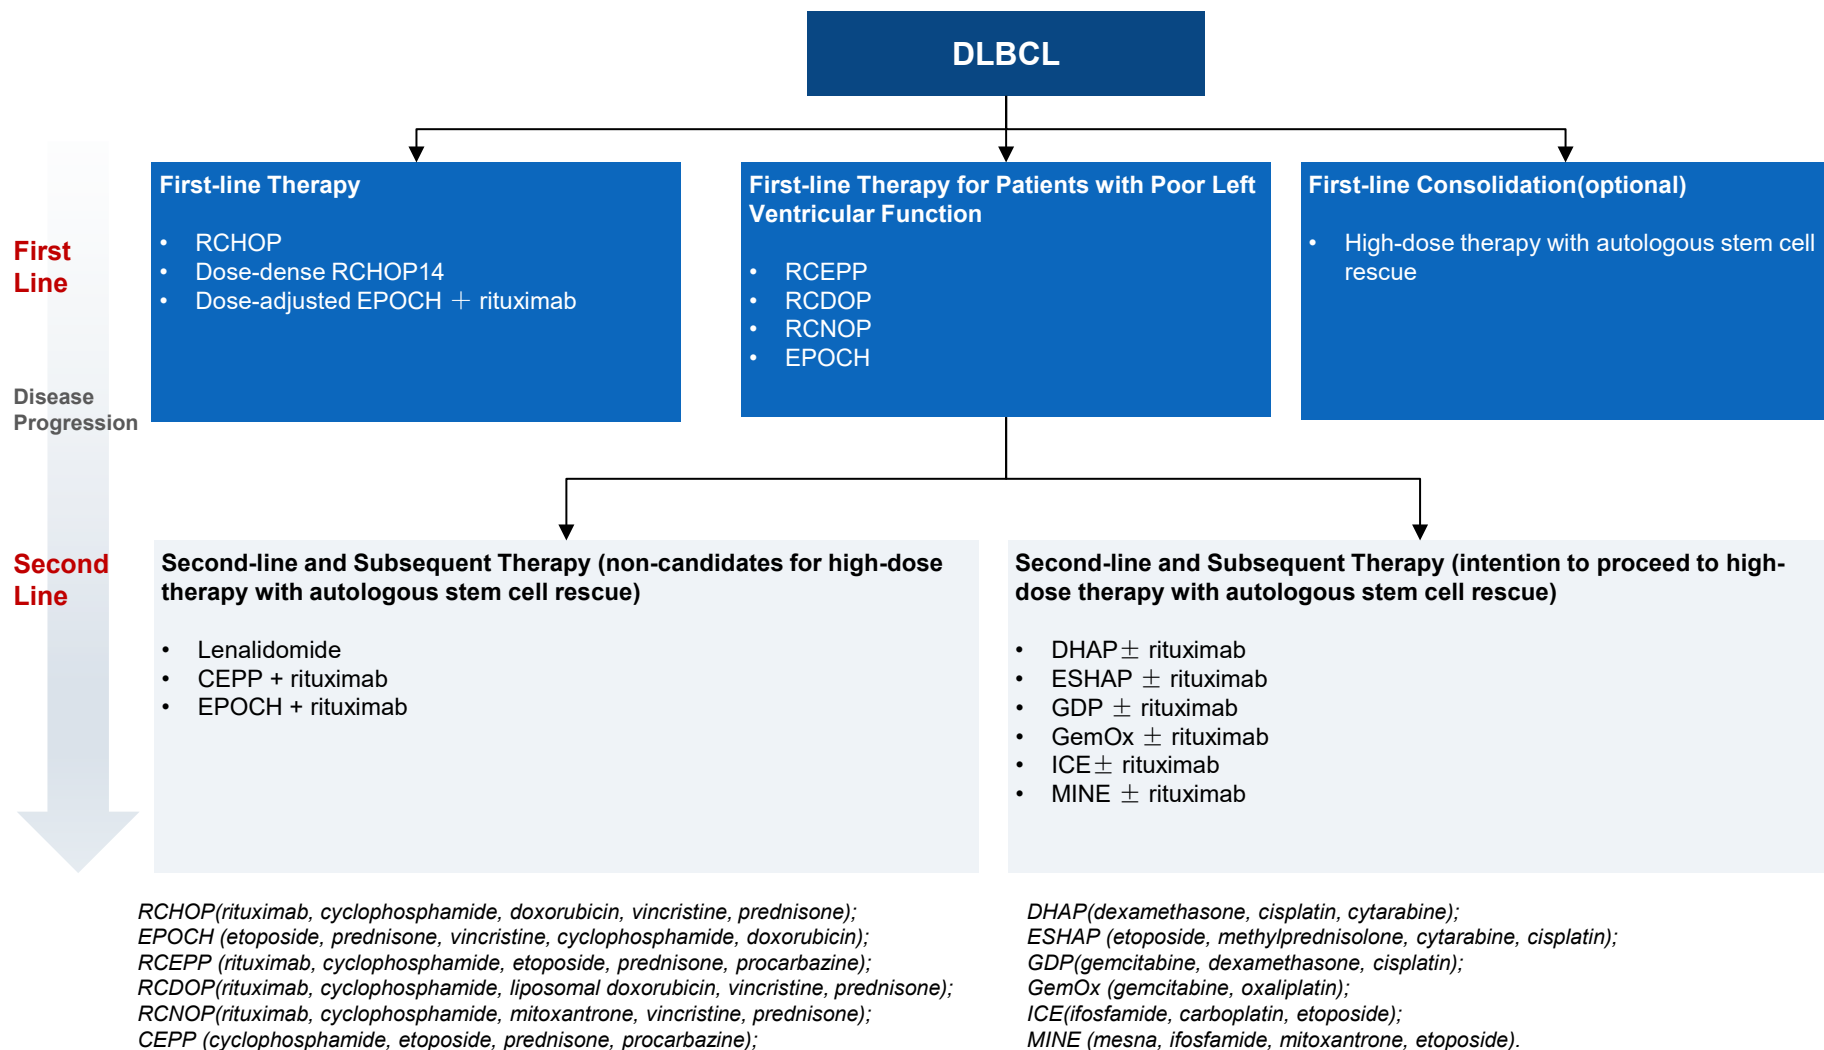 DLBCL
First-line Therapy
• RCHOP
• Dose-dense RCHOP14
• Dose-adjusted EPOCH + rituximab
First-line Therapy for Patients with Poor Left
Ventricular Function
• RCEPP
• RCDOP
• RCNOP
• EPOCH
First-line Consolidation(optional)
• High-dose therapy with autologous stem cell
rescue
First
Line
Disease
Progression
Second
Line
Second-line and Subsequent Therapy (non-candidates for high-dose
therapy with autologous stem cell rescue)
• Lenalidomide
• CEPP + rituximab
• EPOCH + rituximab
Second-line and Subsequent Therapy (intention to proceed to high-
dose therapy with autologous stem cell rescue)
• DHAP± rituximab
• ESHAP ± rituximab
• GDP ± rituximab
• GemOx ± rituximab
• ICE± rituximab
• MINE ± rituximab
RCHOP(rituximab, cyclophosphamide, doxorubicin, vincristine, prednisone);
EPOCH (etoposide, prednisone, vincristine, cyclophosphamide, doxorubicin);
RCEPP (rituximab, cyclophosphamide, etoposide, prednisone, procarbazine);
RCDOP(rituximab, cyclophosphamide, liposomal doxorubicin, vincristine, prednisone);
RCNOP(rituximab, cyclophosphamide, mitoxantrone, vincristine, prednisone);
CEPP (cyclophosphamide, etoposide, prednisone, procarbazine);
DHAP(dexamethasone, cisplatin, cytarabine);
ESHAP (etoposide, methylprednisolone, cytarabine, cisplatin);
GDP(gemcitabine, dexamethasone, cisplatin);
GemOx (gemcitabine, oxaliplatin);
ICE(ifosfamide, carboplatin, etoposide);
MINE (mesna, ifosfamide, mitoxantrone, etoposide).